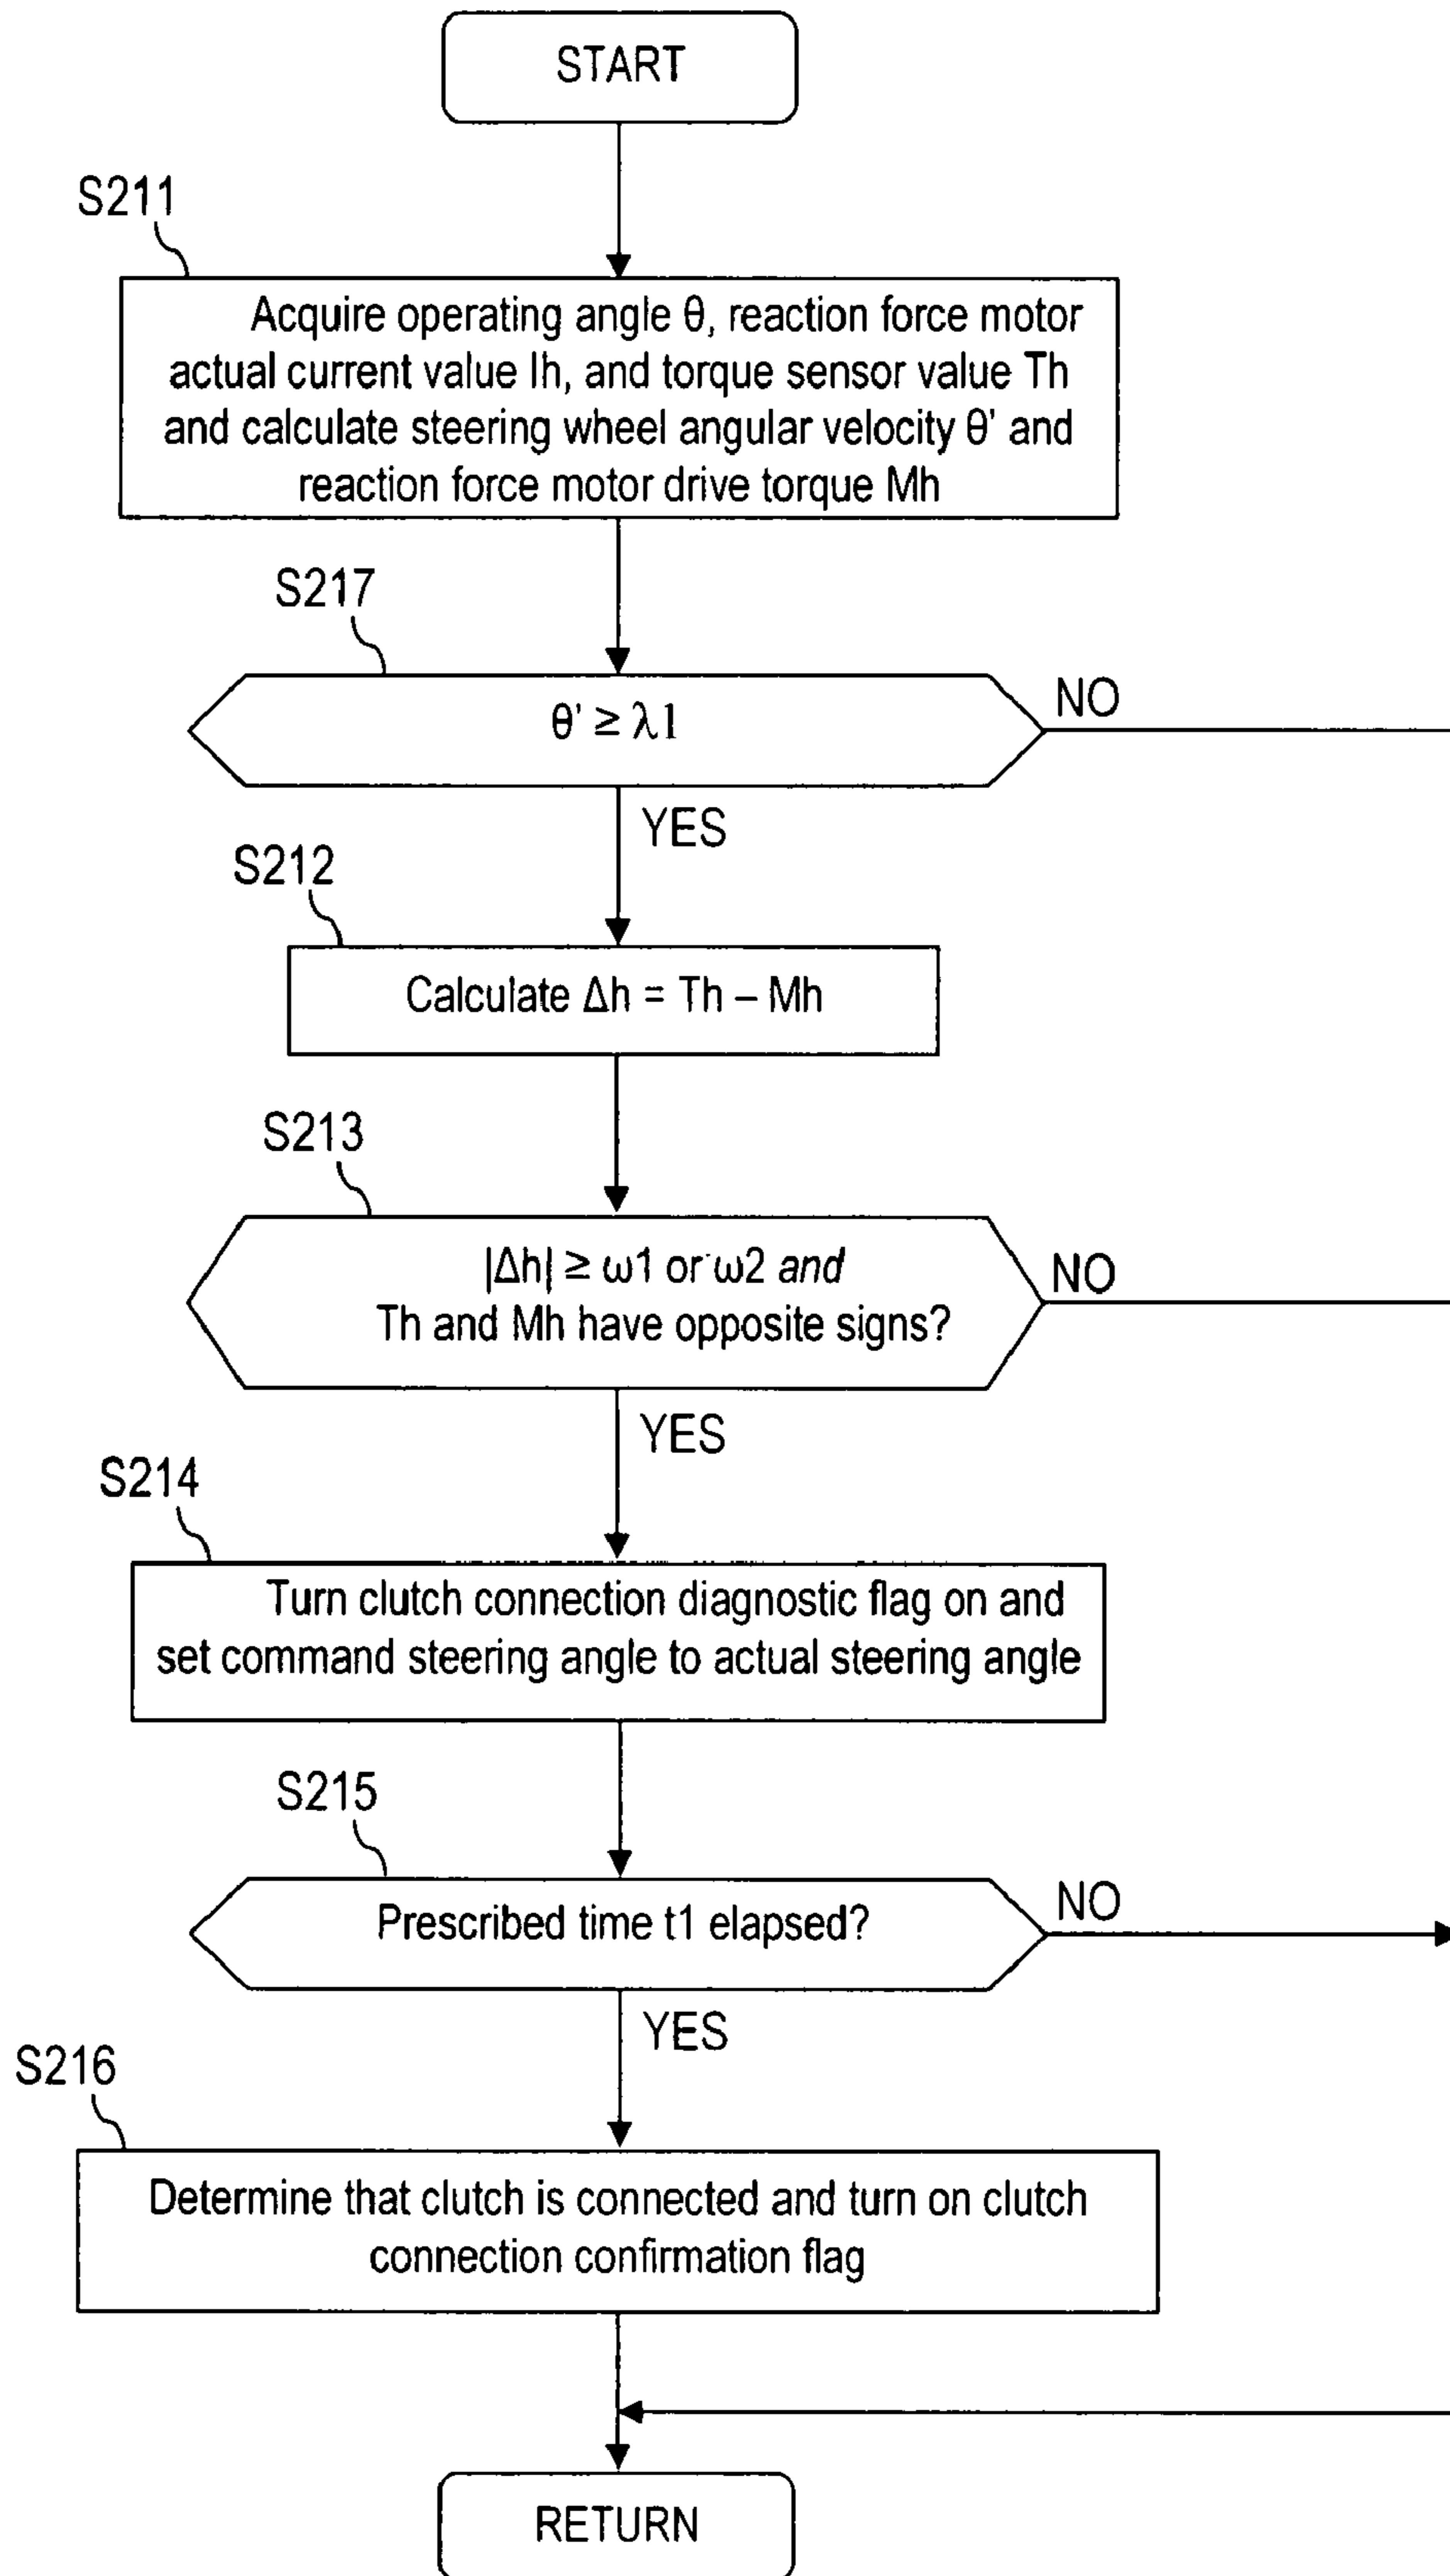 START
S211
Acquire operating angle θ, reaction force motor
actual current value Ih, and torque sensor value Th
and calculate steering wheel angular velocity θ' and
reaction force motor drive torque Mh
S217
θ' ≥ λ1
NO
YES
S212
Calculate Δh = Th – Mh
S213
|Δh| ≥ ω1 or ω2 and
Th and Mh have opposite signs?
NO
YES
S214
Turn clutch connection diagnostic flag on and
set command steering angle to actual steering angle
S215
Prescribed time t1 elapsed?
NO
YES
S216
Determine that clutch is connected and turn on clutch
connection confirmation flag
RETURN